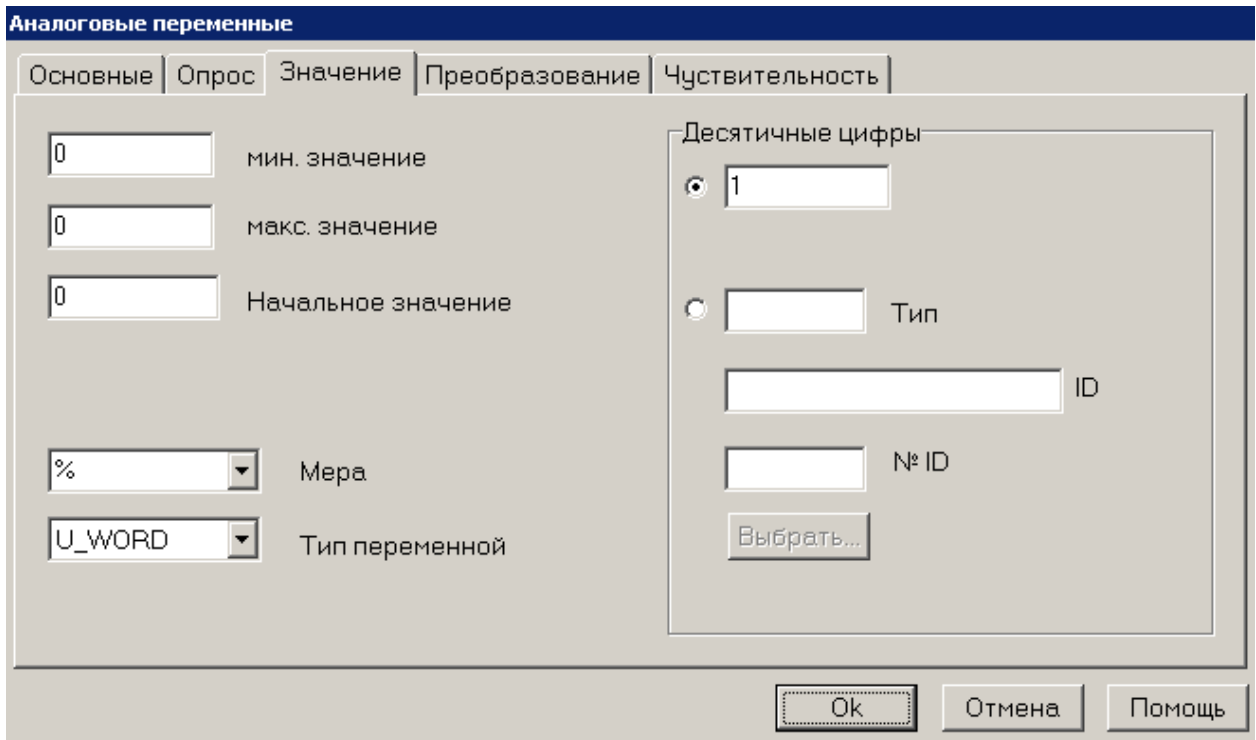 Аналоговые переменные
Основные Опрос Значение Преобразование Чуствительность
0 мин. значение
0 макс. значение
0 Начальное значение
% Мера
U_WORD Тип переменной
Десятичные цифры
1
Тип
ID
№ ID
Выбрать...
Ok Отмена Помощь